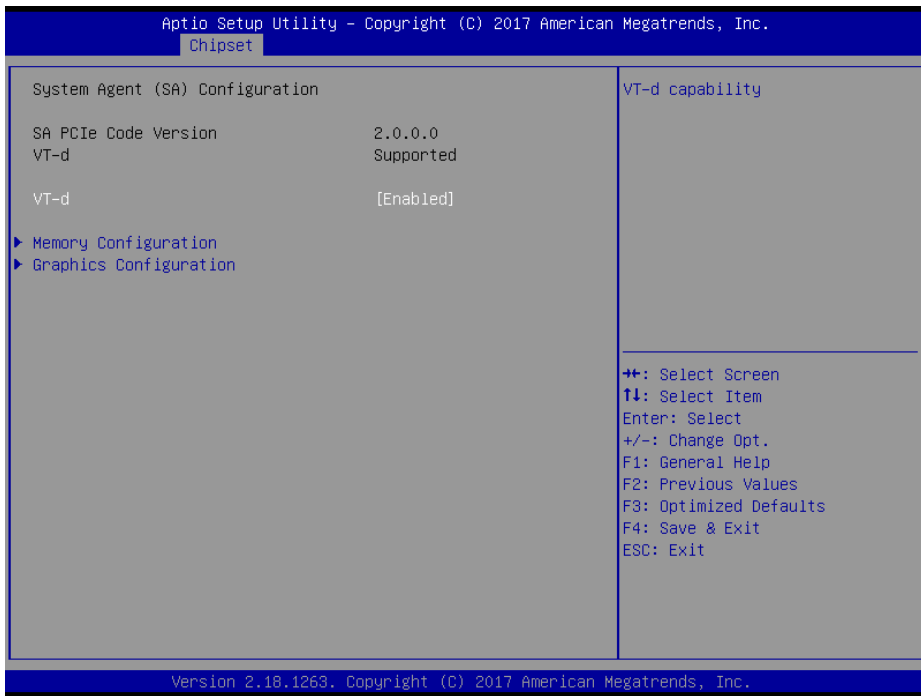 Aptio Setup Utility – Copyright (C) 2017 American Megatrends, Inc.
Chipset
System Agent (SA) Configuration
SA PCIe Code Version 2.0.0.0
VT-d Supported
VT-d [Enabled]
Memory Configuration
Graphics Configuration
VT-d capability
→←: Select Screen
↑↓: Select Item
Enter: Select
+/-: Change Opt.
F1: General Help
F2: Previous Values
F3: Optimized Defaults
F4: Save & Exit
ESC: Exit
Version 2.18.1263. Copyright (C) 2017 American Megatrends, Inc.